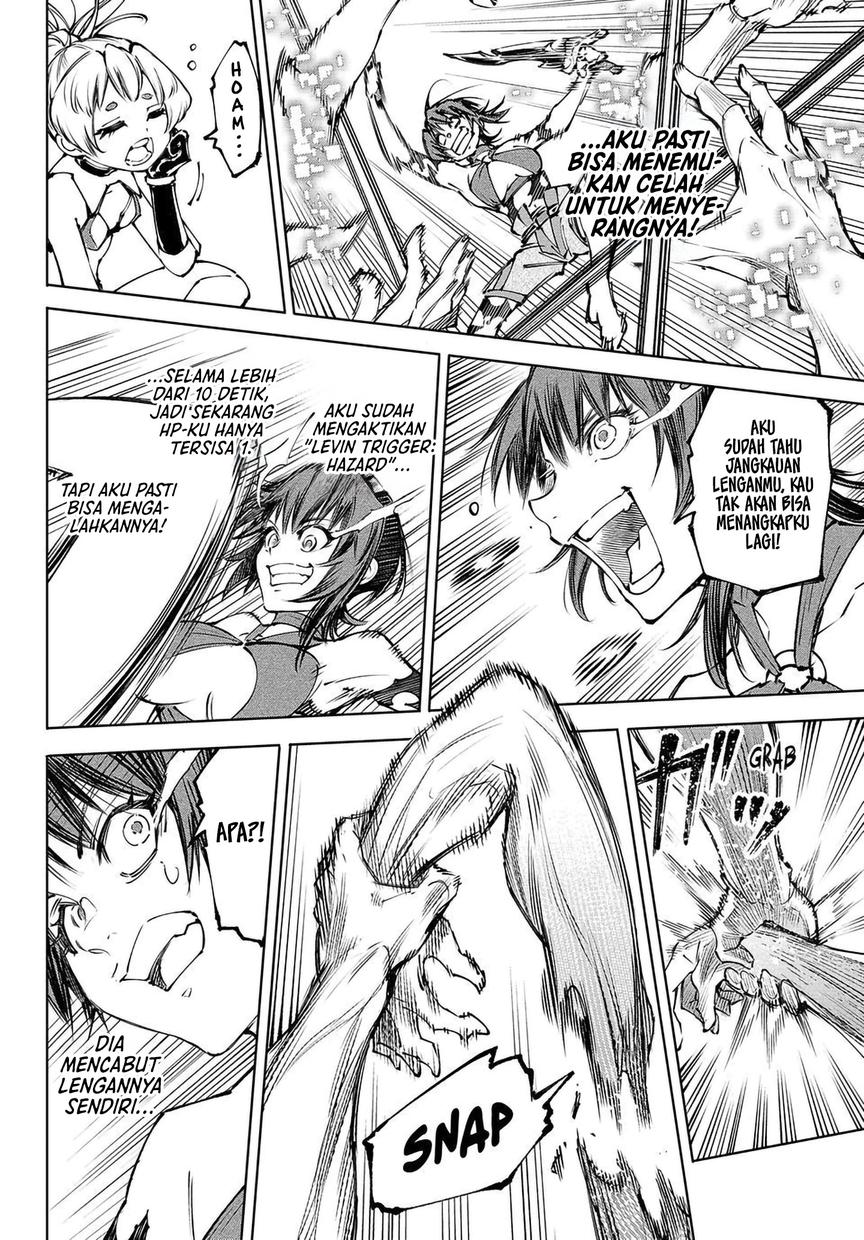 ...AKU PASTI
BISA MENEMU-
KAN CELAH
UNTUK MENYE-
RANGNYA!
HOAM...
AKU
SUDAH TAHU
JANGKAUAN
LENGANMU, KAU
TAK AKAN BISA
MENANGKAPKU
LAGI!
AKU SUDAH
MENGAKTIKAN
"LEVIN TRIGGER:
HAZARD"...
...SELAMA LEBIH
DARI 10 DETIK,
JADI SEKARANG
HP-KU HANYA
TERSISA 1.
TAPI AKU PASTI
BISA MENGA-
LAHKANNYA!
GRAB
ガッ
SNAP
APA?!
DIA
MENCABUT
LENGANNYA
SENDIRI...